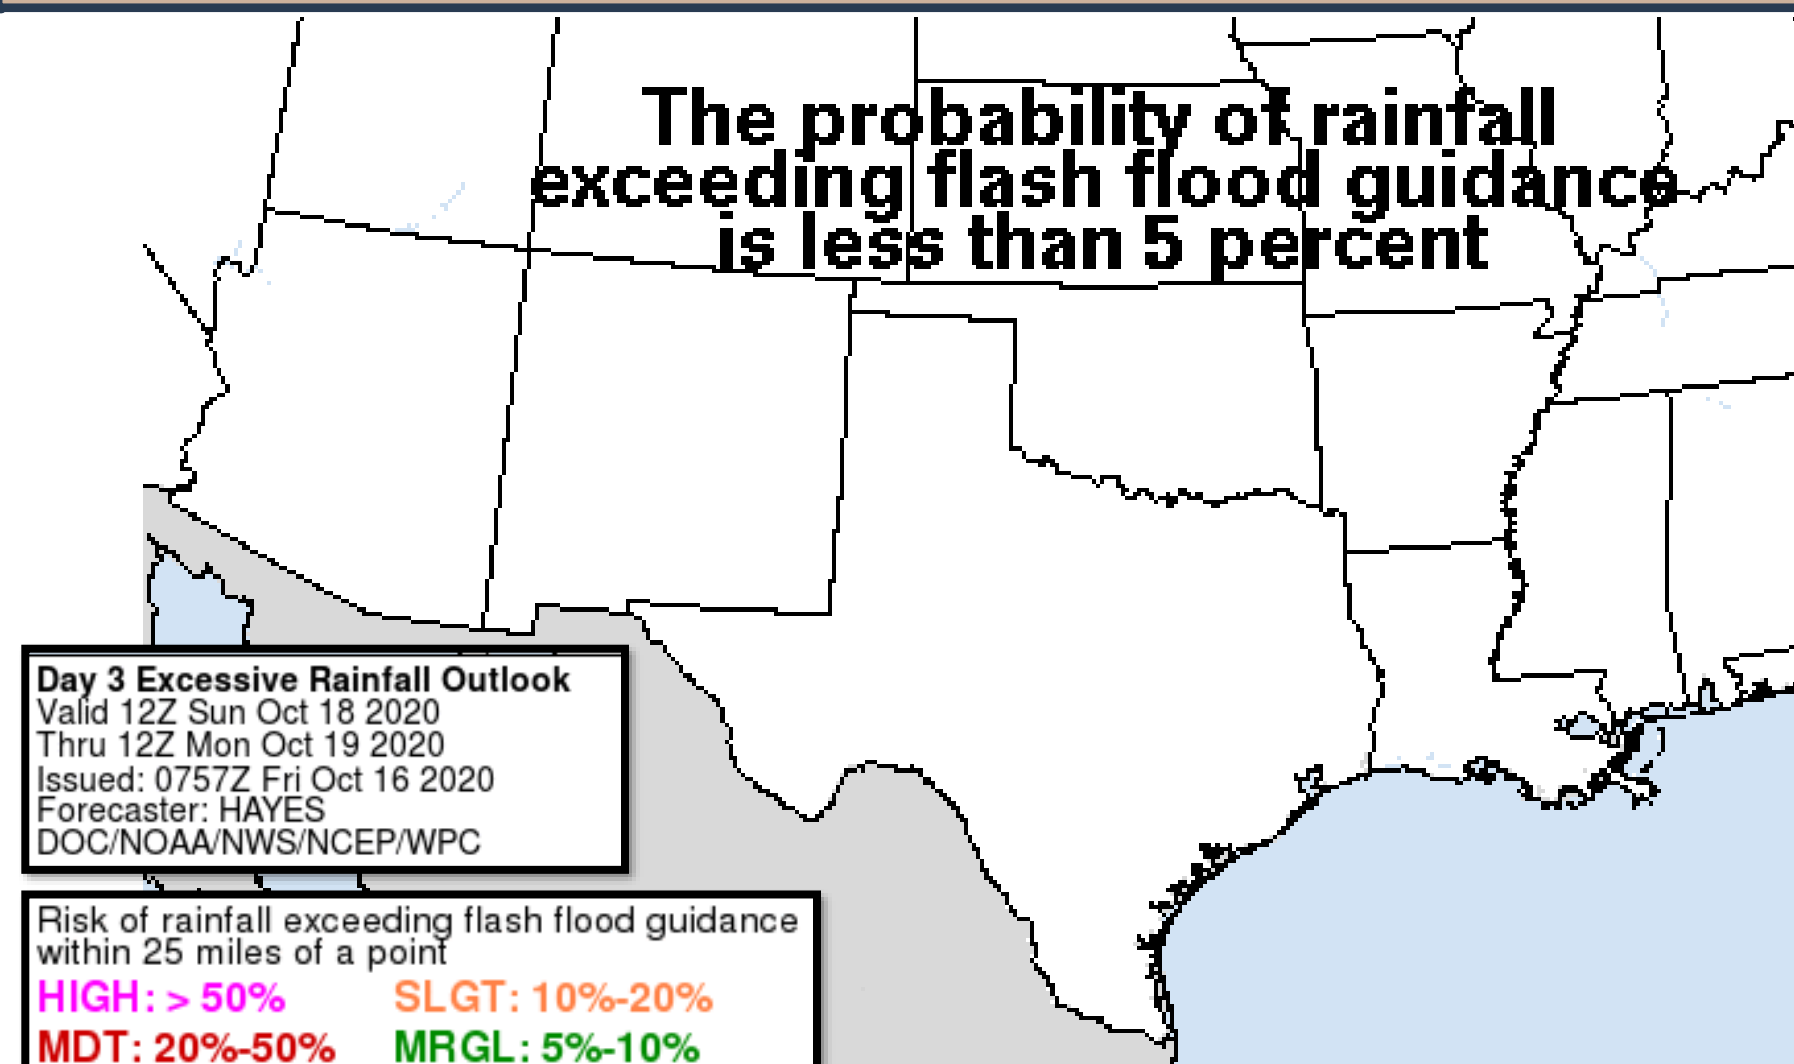 The probability of rainfall
exceeding flash flood guidance
is less than 5 percent
Day 3 Excessive Rainfall Outlook
Valid 12Z Sun Oct 18 2020
Thru 12Z Mon Oct 19 2020
Issued: 0757Z Fri Oct 16 2020
Forecaster: HAYES
DOC/NOAA/NWS/NCEP/WPC
Risk of rainfall exceeding flash flood guidance
within 25 miles of a point
HIGH: > 50% SLGT: 10%-20%
MDT: 20%-50% MRGL: 5%-10%